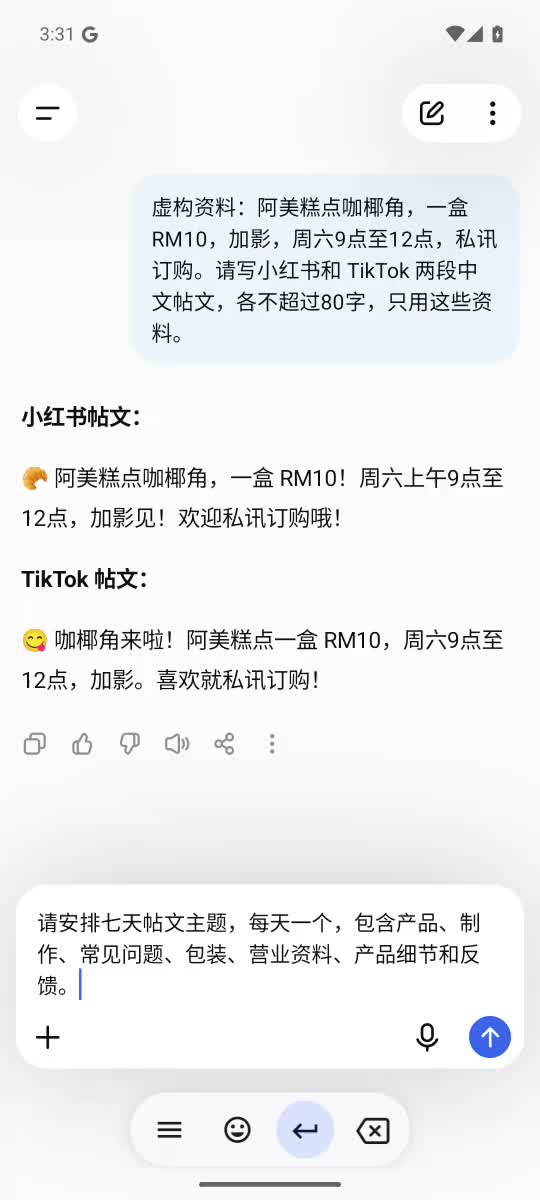 3:31
虚构资料：阿美糕点咖椰角，一盒
RM10，加影，周六9点至12点，私讯
订购。请写小红书和 TikTok 两段中
文帖文，各不超过80字，只用这些资
料。
小红书帖文：
🥐 阿美糕点咖椰角，一盒 RM10！周六上午9点至
12点，加影见！欢迎私讯订购哦！
TikTok 帖文：
😋 咖椰角来啦！阿美糕点一盒 RM10，周六9点至
12点，加影。喜欢就私讯订购！
请安排七天帖文主题，每天一个，包含产品、制
作、常见问题、包装、营业资料、产品细节和反
馈。